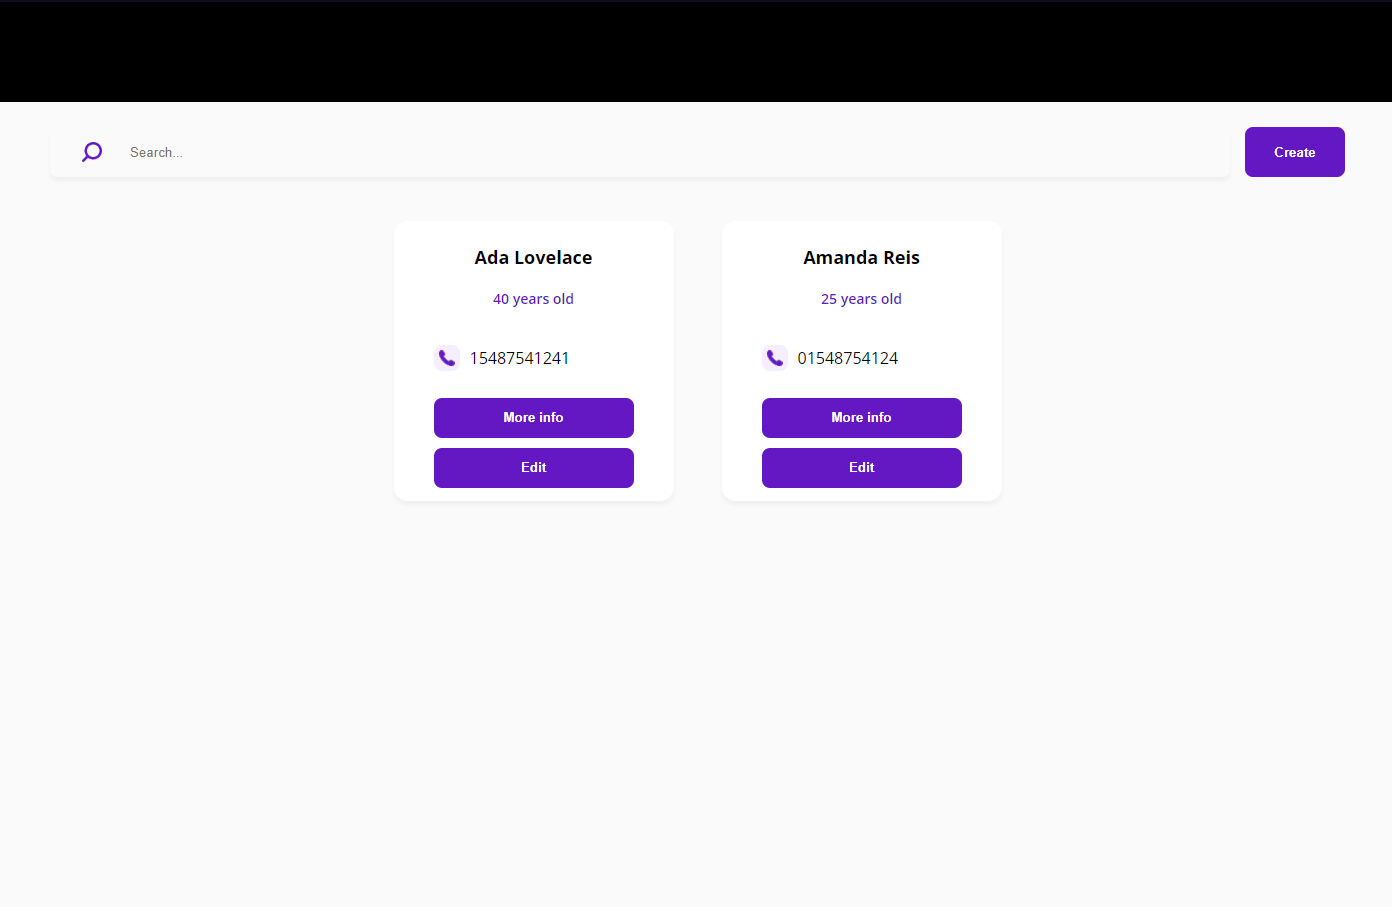 Search...
Create
Ada Lovelace
40 years old
15487541241
More info
Edit
Amanda Reis
25 years old
01548754124
More info
Edit